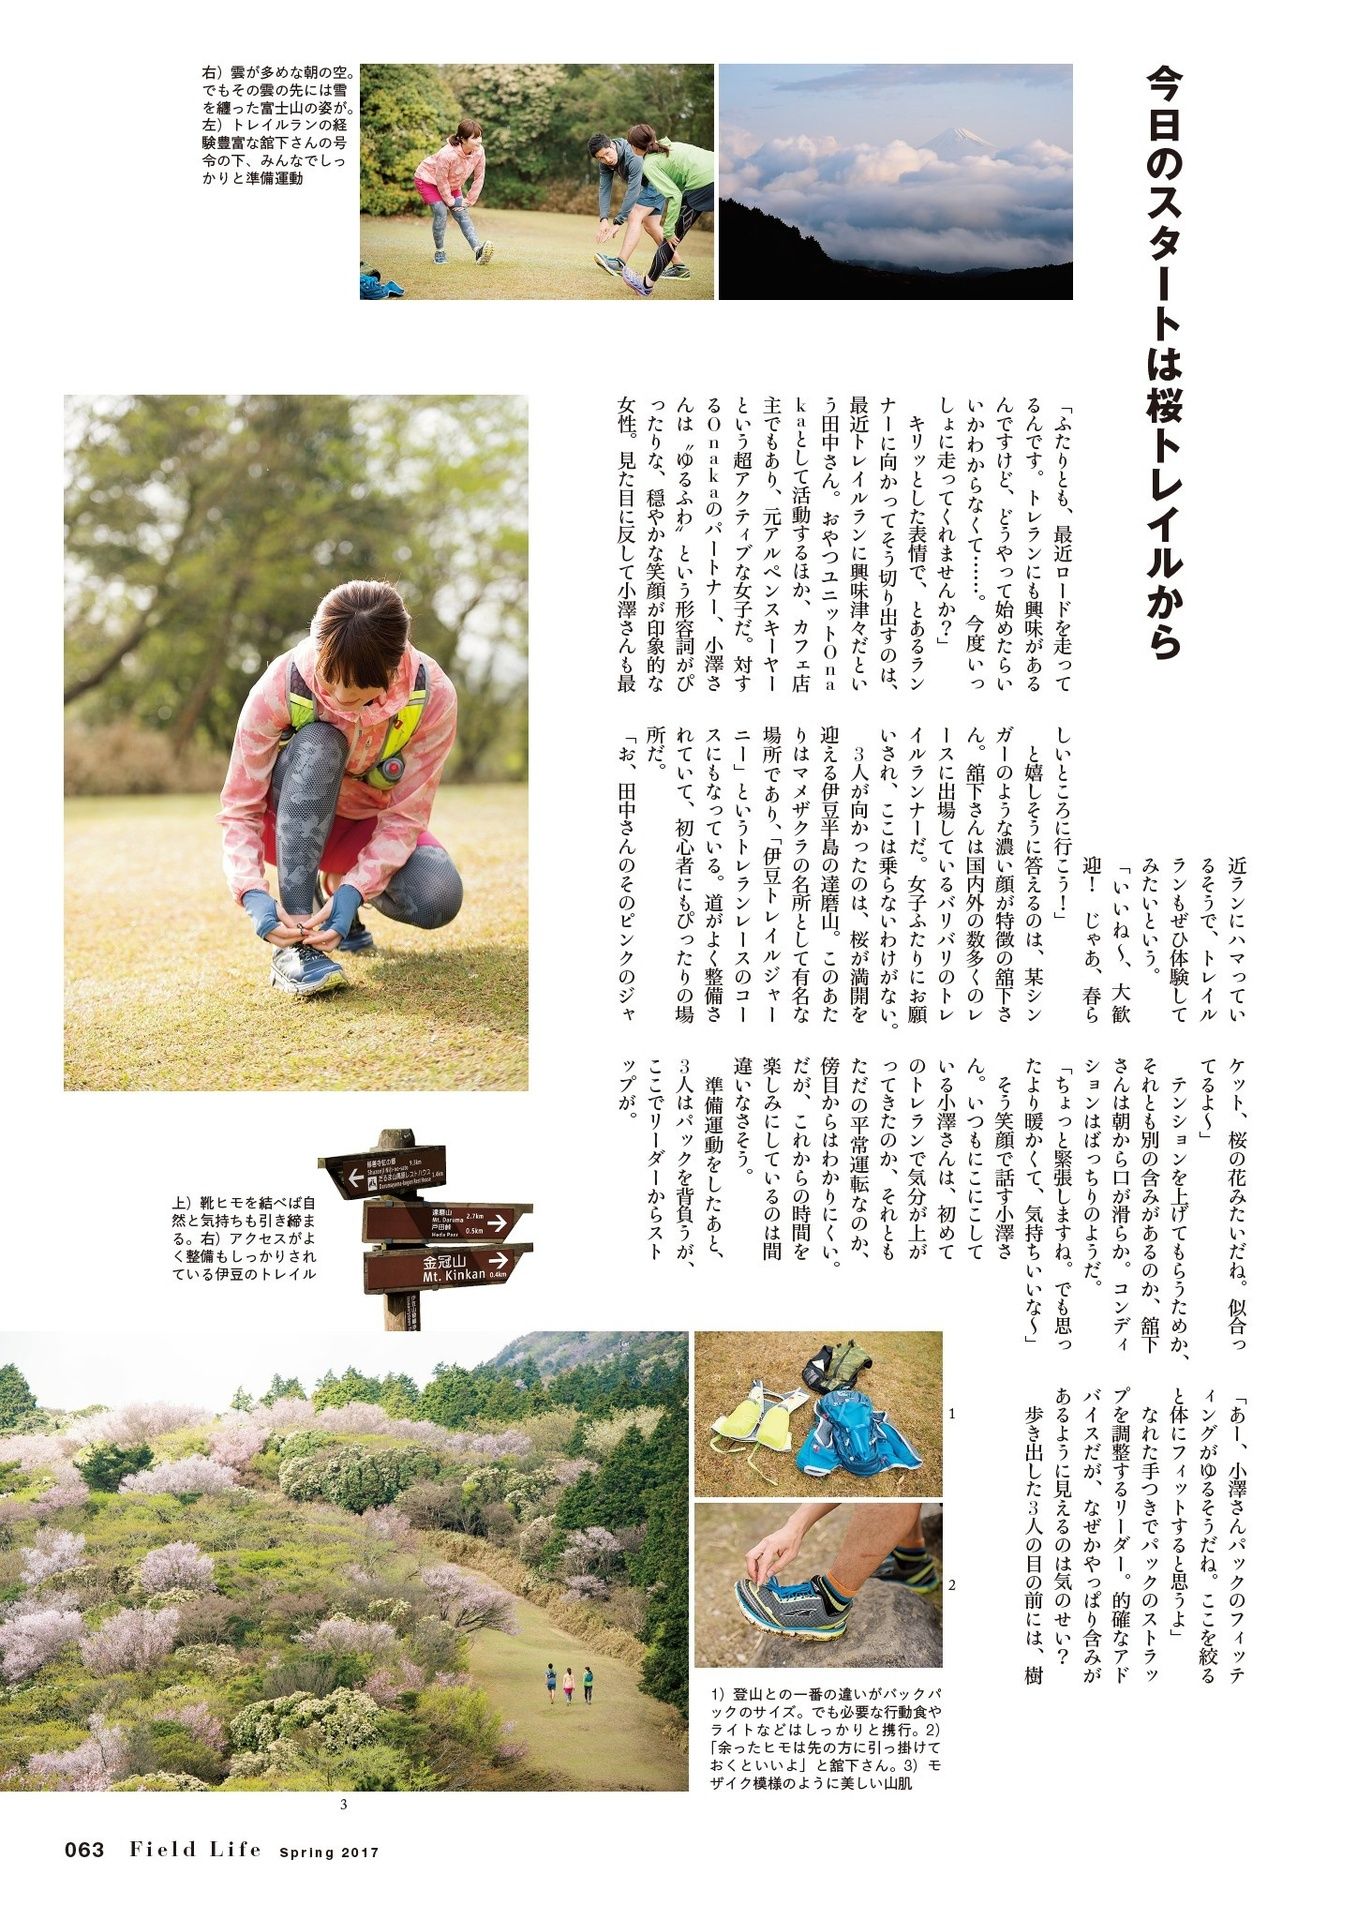 今日のスタートは桜トレイルから
右）雲が多めな朝の空。
でもその雲の先には雪
を纏った富士山の姿が。
左）トレイルランの経
験豊富な舘下さんの号
令の下、みんなでしっ
かりと準備運動
「ふたりとも、最近ロードを走って
るんです。トレランにも興味がある
んですけど、どうやって始めたらい
いかわからなくて……。今度いっ
しょに走ってくれませんか？」
キリッとした表情で、とあるラン
ナーに向かってそう切り出すのは、
最近トレイルランに興味津々だとい
う田中さん。おやつユニットOna
kaとして活動するほか、カフェ店
主でもあり、元アルペンスキーヤー
という超アクティブな女子だ。対す
るOnakaのパートナー、小澤さ
んは〝ゆるふわ〟という形容詞がぴ
ったりな、穏やかな笑顔が印象的な
女性。見た目に反して小澤さんも最
近ランにハマってい
るそうで、トレイル
ランもぜひ体験して
みたいという。
「いいね〜、大歓
迎！　じゃあ、春ら
しいところに行こう！」
と嬉しそうに答えるのは、某シン
ガーのような濃い顔が特徴の舘下さ
ん。舘下さんは国内外の数多くのレ
ースに出場しているバリバリのトレ
イルランナーだ。女子ふたりにお願
いされ、ここは乗らないわけがない。
3人が向かったのは、桜が満開を
迎える伊豆半島の達磨山。このあた
りはマメザクラの名所として有名な
場所であり、「伊豆トレイルジャー
ニー」というトレランレースのコー
スにもなっている。道がよく整備さ
れていて、初心者にもぴったりの場
所だ。
「お、田中さんのそのピンクのジャ
ケット、桜の花みたいだね。似合っ
てるよ〜」
テンションを上げてもらうためか、
それとも別の含みがあるのか、舘下
さんは朝から口が滑らか。コンディ
ションはばっちりのようだ。
「ちょっと緊張しますね。でも思っ
たより暖かくて、気持ちいいな〜」
そう笑顔で話す小澤さ
ん。いつもにこにこして
いる小澤さんは、初めて
のトレランで気分が上が
ってきたのか、それとも
ただの平常運転なのか、
傍目からはわかりにくい。
だが、これからの時間を
楽しみにしているのは間
違いなさそう。
準備運動をしたあと、
3人はパックを背負うが、
ここでリーダーからスト
ップが。
「あー、小澤さんパックのフィッテ
ィングがゆるそうだね。ここを絞る
と体にフィットすると思うよ」
なれた手つきでパックのストラッ
プを調整するリーダー。的確なアド
バイスだが、なぜかやっぱり含みが
あるように見えるのは気のせい？
歩き出した3人の目の前には、樹
上）靴ヒモを結べば自
然と気持ちも引き締ま
る。右）アクセスがよ
く整備もしっかりされ
ている伊豆のトレイル
だるま山高原レストハウス
達磨山
Mt. Daruma 2.7km
戸田峠
Heda Pass 0.5km
金冠山
Mt. Kinkan 0.4km
1
2
1）登山との一番の違いがバックパ
ックのサイズ。でも必要な行動食や
ライトなどはしっかりと携行。2）
「余ったヒモは先の方に引っ掛けて
おくといいよ」と舘下さん。3）モ
ザイク模様のように美しい山肌
3
063 Field Life Spring 2017